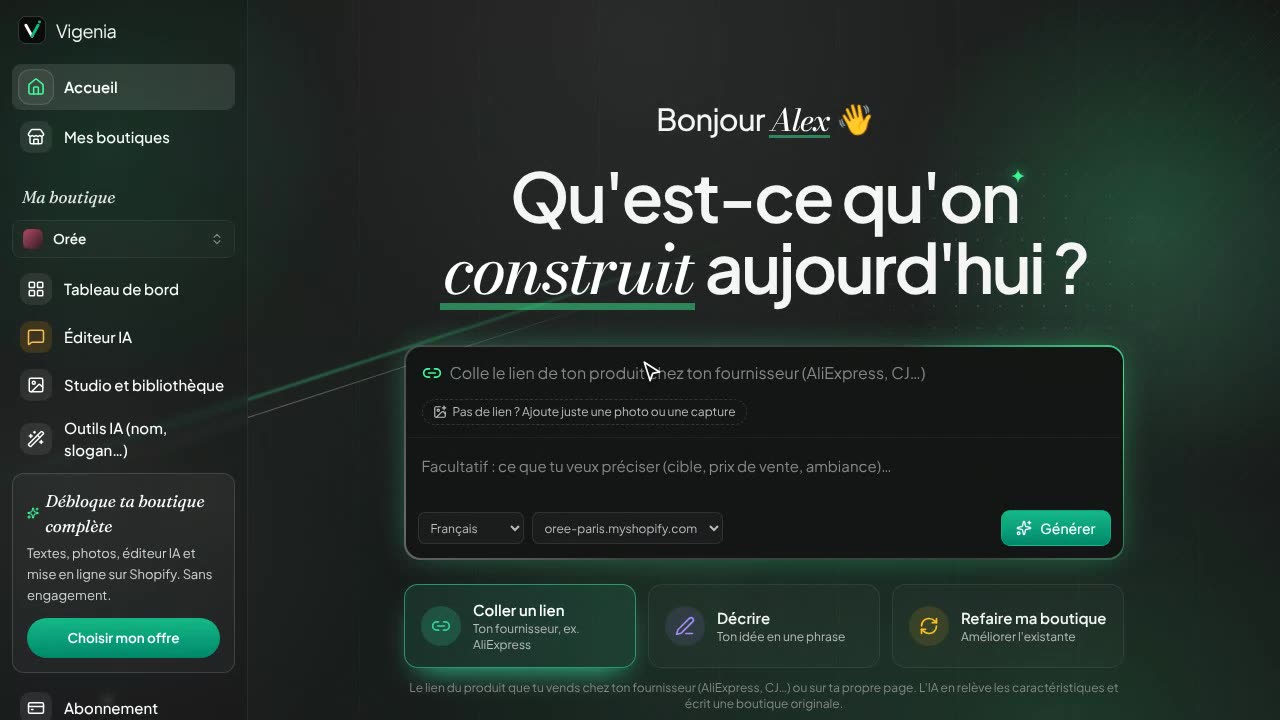 Vigenia
Accueil
Mes boutiques
Ma boutique
Orée
Tableau de bord
Éditeur IA
Studio et bibliothèque
Outils IA (nom,
slogan…)
Débloque ta boutique
complète
Textes, photos, éditeur IA et
mise en ligne sur Shopify. Sans
engagement.
Choisir mon offre
Abonnement
Bonjour Alex 👋
Qu'est-ce qu'on
construit aujourd'hui ?
Colle le lien de ton produit chez ton fournisseur (AliExpress, CJ…)
Pas de lien ? Ajoute juste une photo ou une capture
Facultatif : ce que tu veux préciser (cible, prix de vente, ambiance)…
Français
oree-paris.myshopify.com
Générer
Coller un lien
Ton fournisseur, ex.
AliExpress
Décrire
Ton idée en une phrase
Refaire ma boutique
Améliorer l'existante
Le lien du produit que tu vends chez ton fournisseur (AliExpress, CJ…) ou sur ta propre page. L'IA en relève les caractéristiques et
écrit une boutique originale.